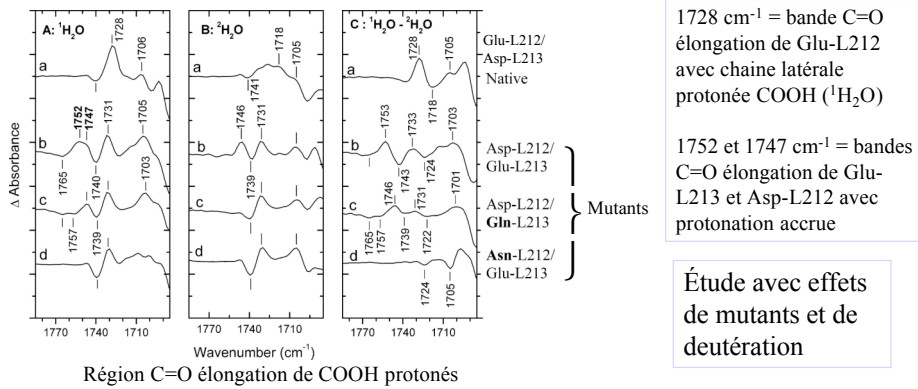 A: ¹H₂O
B: ²H₂O
C : ¹H₂O - ²H₂O
Δ Absorbance
a
1728
1706
b
1752
1747
1731
1705
1765
1740
c
1703
1757
1739
d
1770
1740
1710
a
1718
1705
1741
b
1746
1731
1739
c
d
1770
1740
1710
a
1728
1705
1718
b
1753
1733
1703
1743
1724
c
1746
1731
1701
1765
1757
1739
1722
d
1724
1705
1770
1740
1710
Wavenumber (cm⁻¹)
Glu-L212/
Asp-L213
Native
Asp-L212/
Glu-L213
Asp-L212/
Gln-L213
Asn-L212/
Glu-L213
Mutants
Région C=O élongation de COOH protonés
1728 cm⁻¹ = bande C=O
élongation de Glu-L212
avec chaine latérale
protonée COOH (¹H₂O)
1752 et 1747 cm⁻¹ = bandes
C=O élongation de Glu-
L213 et Asp-L212 avec
protonation accrue
Étude avec effets
de mutants et de
deutération